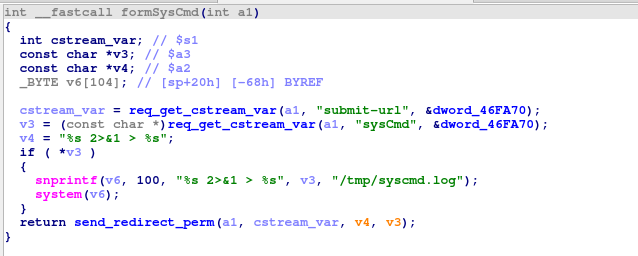 int __fastcall formSysCmd(int a1)
{
  int cstream_var; // $s1
  const char *v3; // $a3
  const char *v4; // $a2
  _BYTE v6[104]; // [sp+20h] [-68h] BYREF

  cstream_var = req_get_cstream_var(a1, "submit-url", &dword_46FA70);
  v3 = (const char *)req_get_cstream_var(a1, "sysCmd", &dword_46FA70);
  v4 = "%s 2>&1 > %s";
  if ( *v3 )
  {
    snprintf(v6, 100, "%s 2>&1 > %s", v3, "/tmp/syscmd.log");
    system(v6);
  }
  return send_redirect_perm(a1, cstream_var, v4, v3);
}